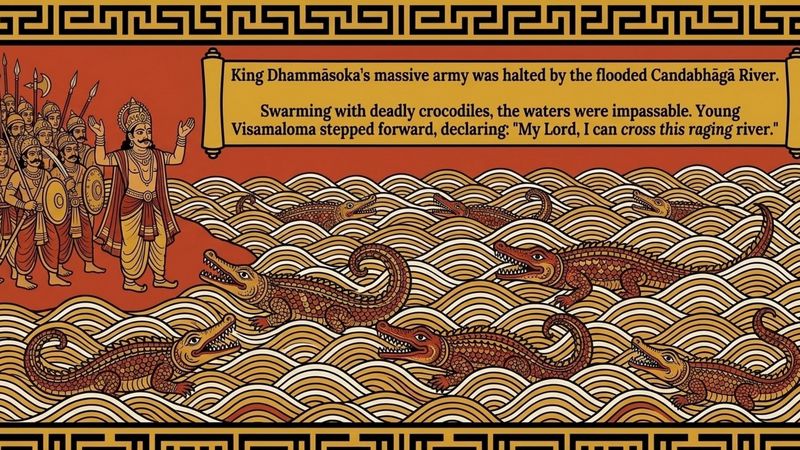 King Dhammāsoka's massive army was halted by the flooded Candabhāgā River.
Swarming with deadly crocodiles, the waters were impassable. Young
Visamaloma stepped forward, declaring: "My Lord, I can cross this raging river."